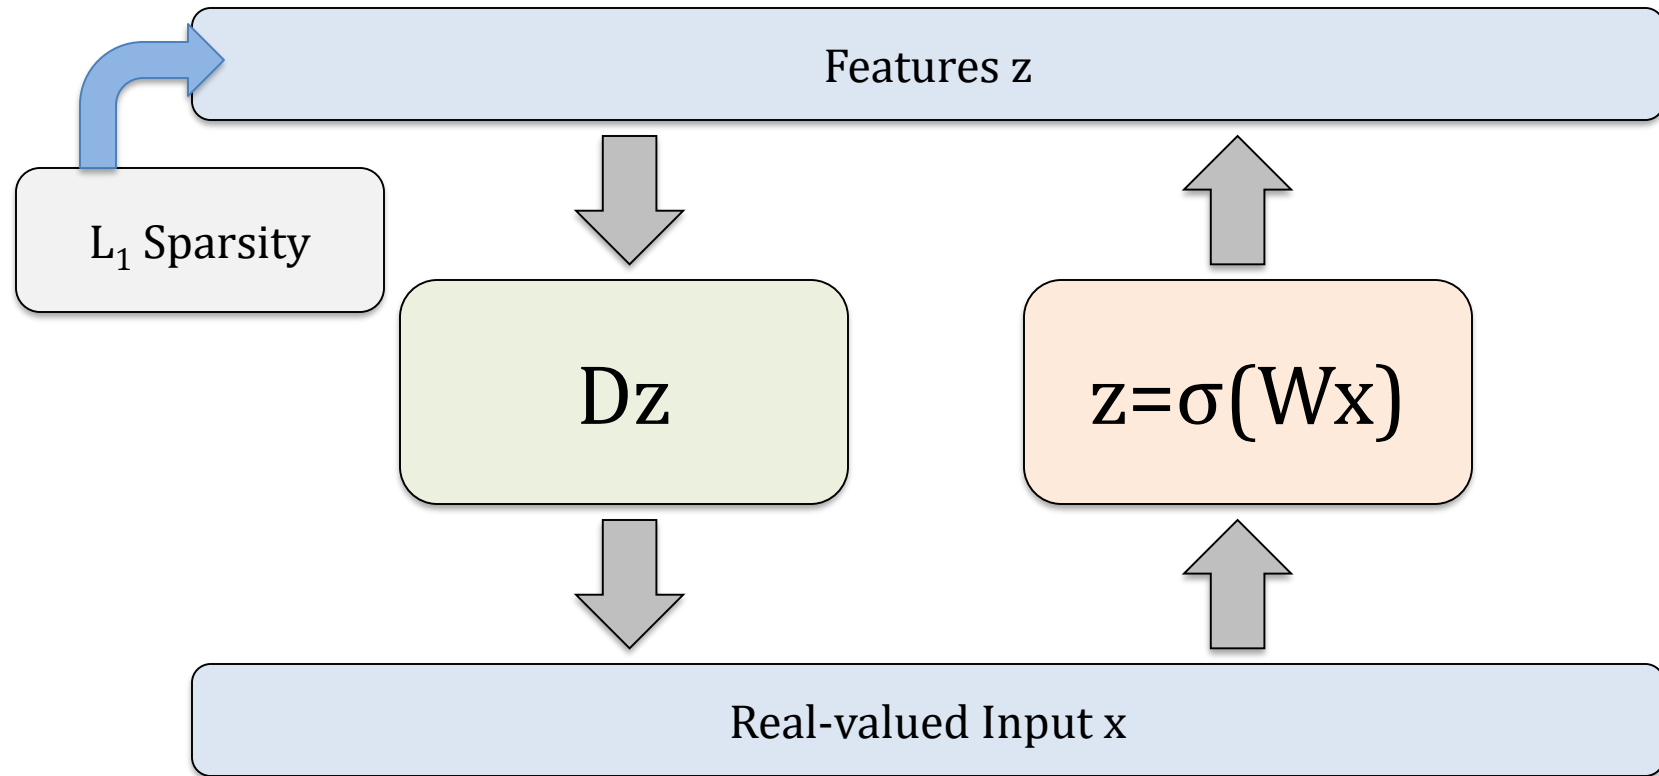 Features z
L₁ Sparsity
Dz
z=σ(Wx)
Real-valued Input x